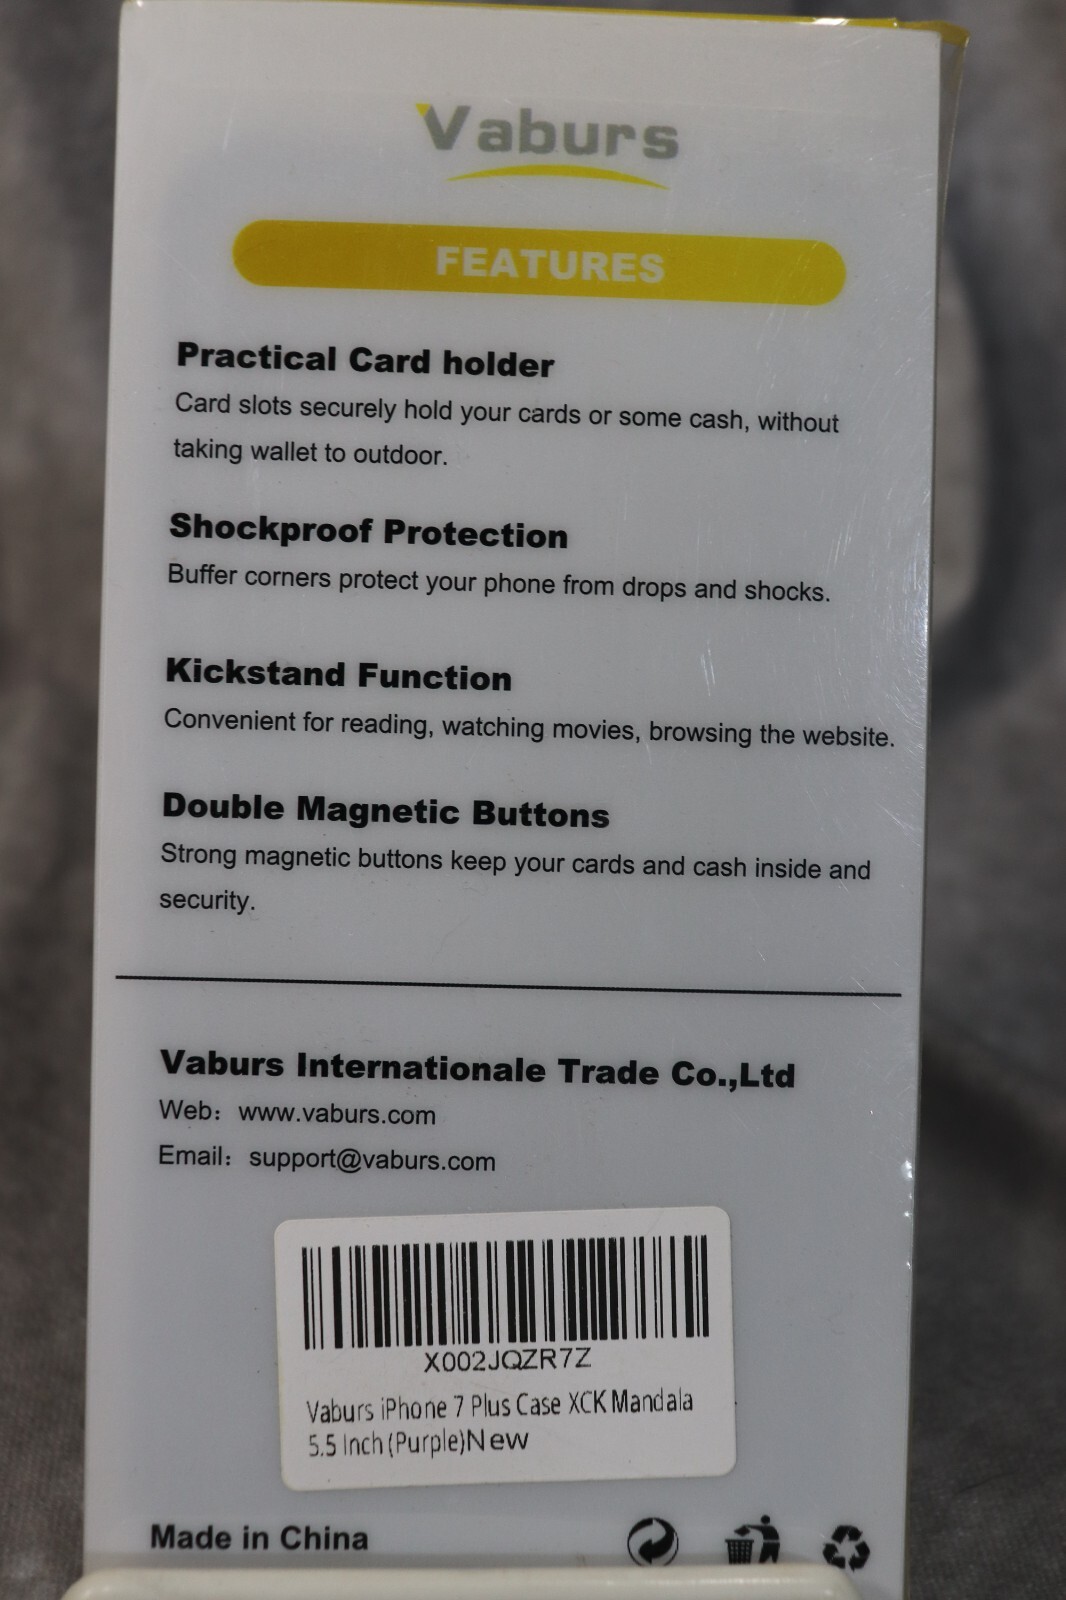 Vaburs
FEATURES
Practical Card holder
Card slots securely hold your cards or some cash, without
taking wallet to outdoor.
Shockproof Protection
Buffer corners protect your phone from drops and shocks.
Kickstand Function
Convenient for reading, watching movies, browsing the website.
Double Magnetic Buttons
Strong magnetic buttons keep your cards and cash inside and
security.
Vaburs Internationale Trade Co.,Ltd
Web: www.vaburs.com
Email: support@vaburs.com
X002JQZR7Z
Vaburs iPhone 7 Plus Case XCK Mandala
5.5 Inch(Purple)New
Made in China